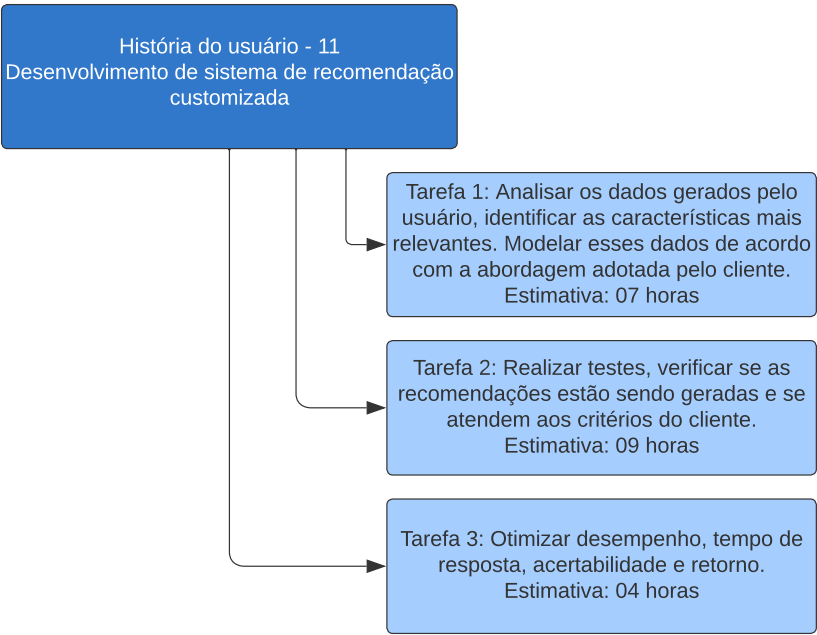 História do usuário - 11
Desenvolvimento de sistema de recomendação
customizada
Tarefa 1: Analisar os dados gerados pelo
usuário, identificar as características mais
relevantes. Modelar esses dados de acordo
com a abordagem adotada pelo cliente.
Estimativa: 07 horas
Tarefa 2: Realizar testes, verificar se as
recomendações estão sendo geradas e se
atendem aos critérios do cliente.
Estimativa: 09 horas
Tarefa 3: Otimizar desempenho, tempo de
resposta, acertabilidade e retorno.
Estimativa: 04 horas